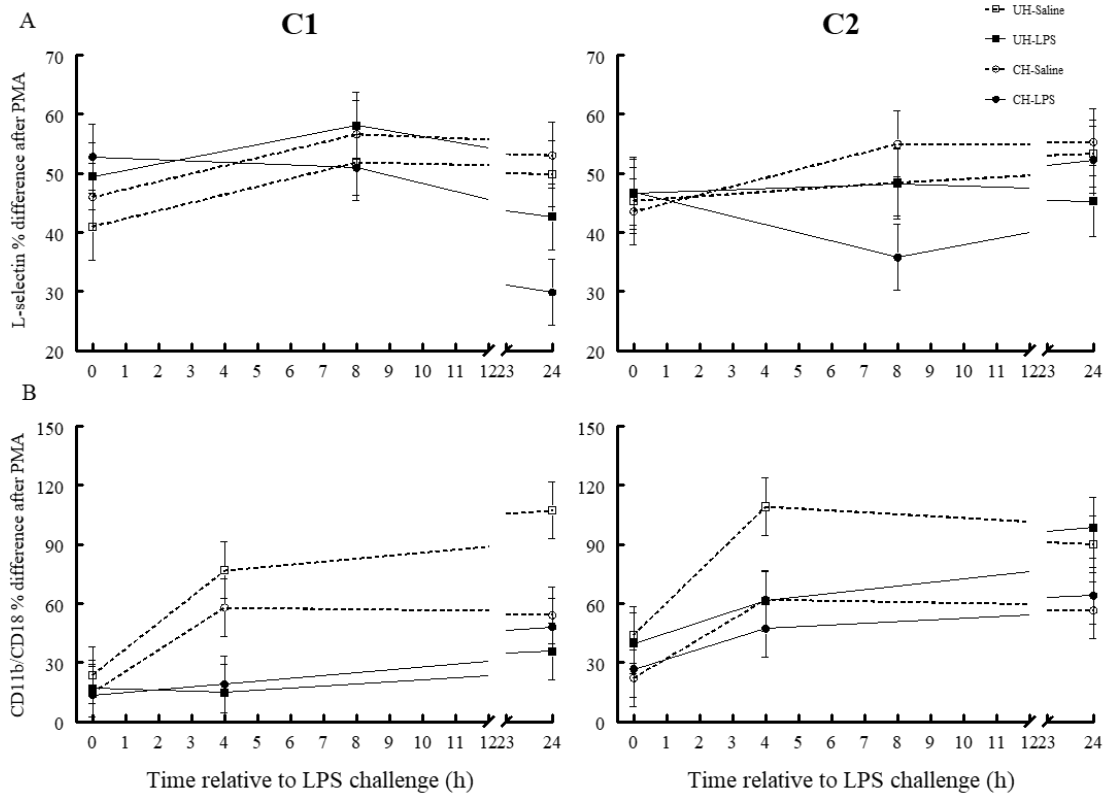 A
C1
C2
UH-Saline
UH-LPS
CH-Saline
CH-LPS
L-selectin % difference after PMA
70
60
50
40
30
20
0 1 2 3 4 5 6 7 8 9 10 11 12 23 24
70
60
50
40
30
20
0 1 2 3 4 5 6 7 8 9 10 11 12 23 24
B
CD11b/CD18 % difference after PMA
150
120
90
60
30
0
0 1 2 3 4 5 6 7 8 9 10 11 12 23 24
Time relative to LPS challenge (h)
150
120
90
60
30
0
0 1 2 3 4 5 6 7 8 9 10 11 12 23 24
Time relative to LPS challenge (h)